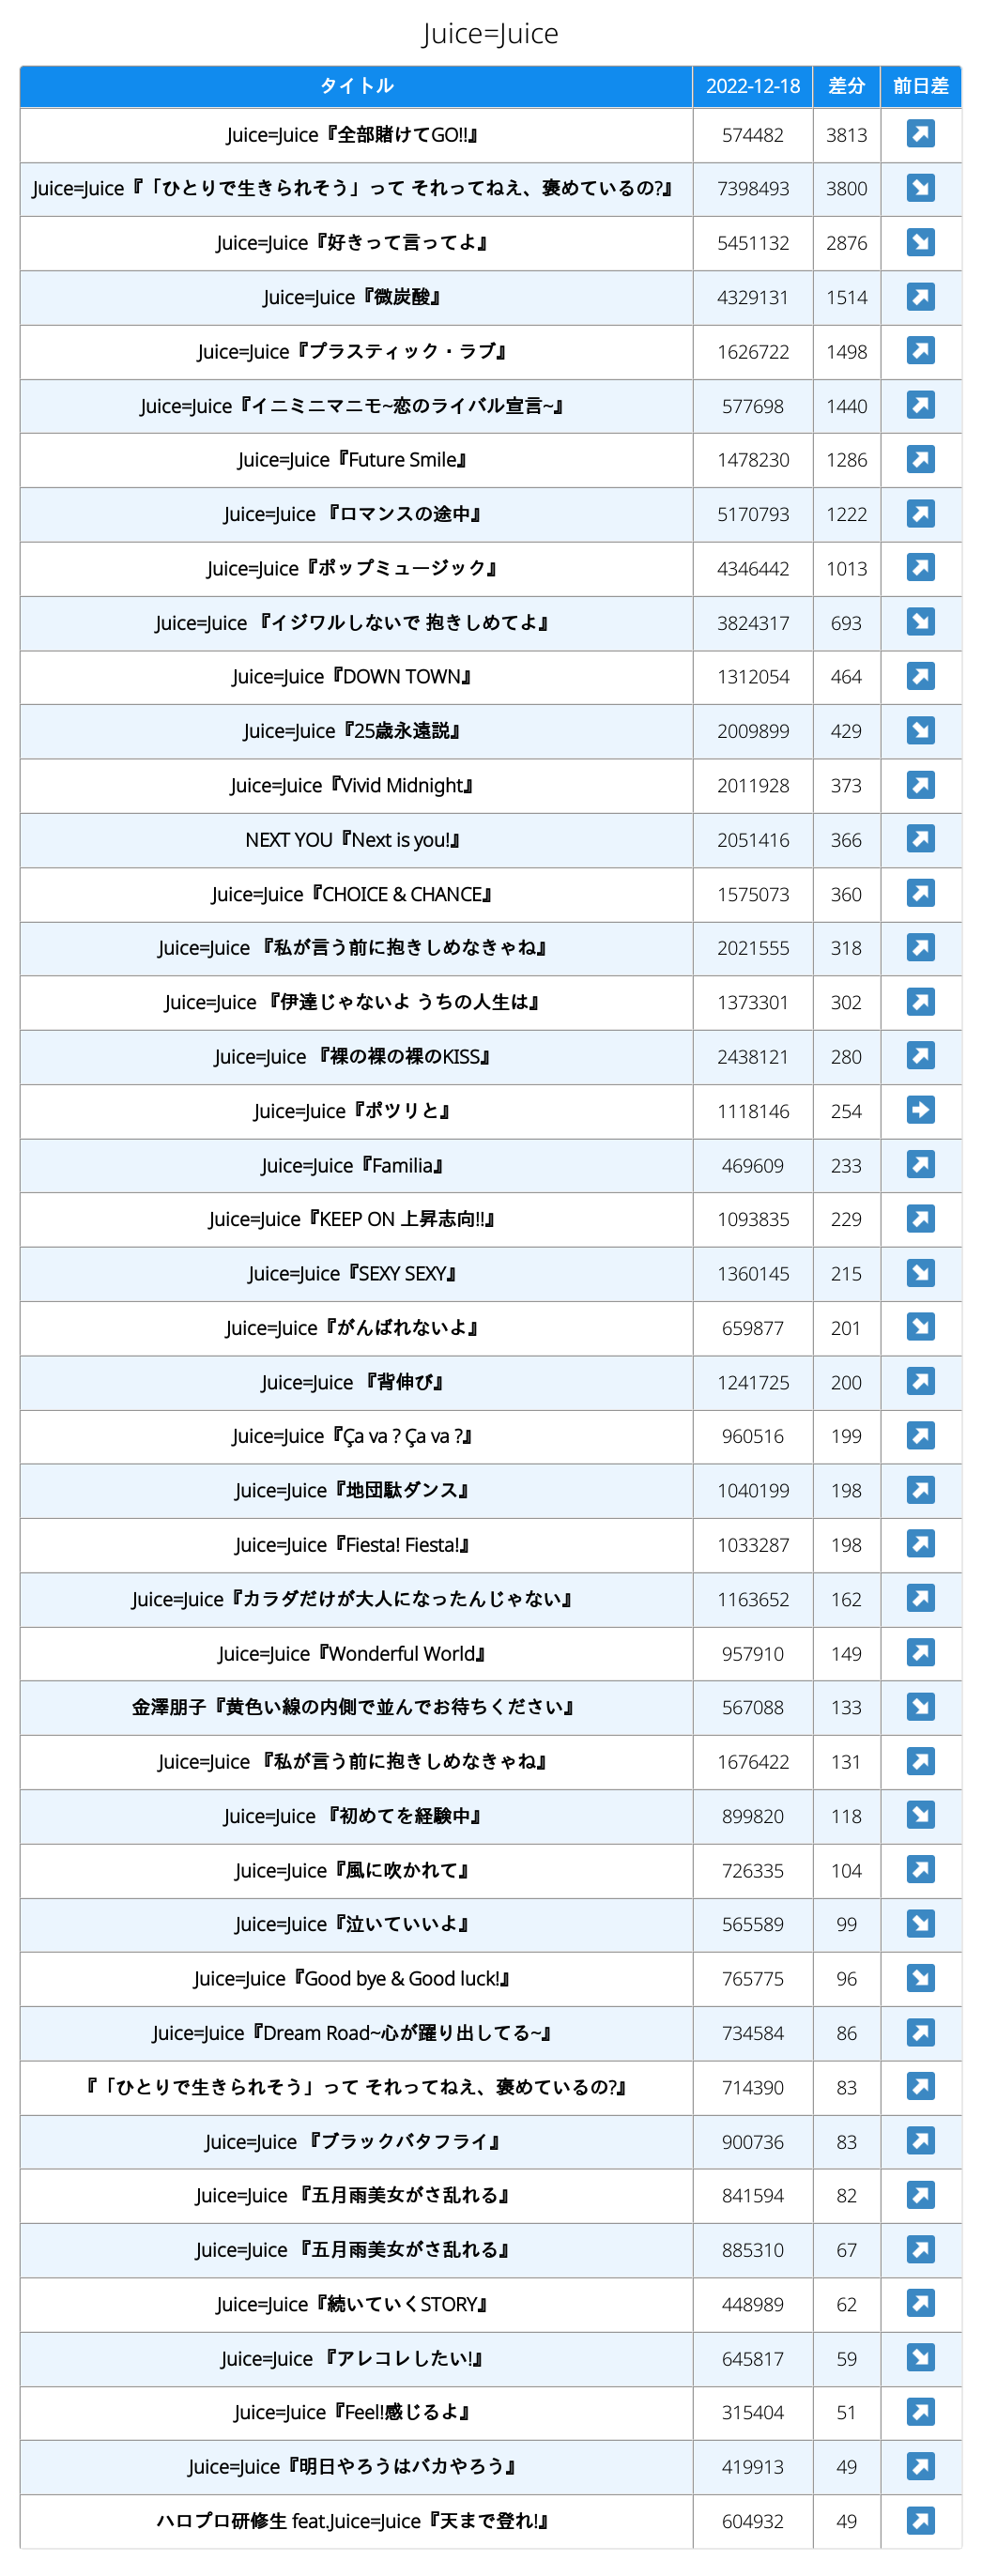 Juice=Juice
タイトル 2022-12-18 差分 前日差
Juice=Juice『全部賭けてGO!!』 574482 3813 ↗
Juice=Juice『「ひとりで生きられそう」って それってねえ、褒めているの?』 7398493 3800 ↘
Juice=Juice『好きって言ってよ』 5451132 2876 ↘
Juice=Juice『微炭酸』 4329131 1514 ↗
Juice=Juice『プラスティック・ラブ』 1626722 1498 ↗
Juice=Juice『イニミニマニモ~恋のライバル宣言~』 577698 1440 ↗
Juice=Juice『Future Smile』 1478230 1286 ↗
Juice=Juice 『ロマンスの途中』 5170793 1222 ↗
Juice=Juice『ポップミュージック』 4346442 1013 ↗
Juice=Juice 『イジワルしないで 抱きしめてよ』 3824317 693 ↘
Juice=Juice『DOWN TOWN』 1312054 464 ↗
Juice=Juice『25歳永遠説』 2009899 429 ↘
Juice=Juice『Vivid Midnight』 2011928 373 ↗
NEXT YOU『Next is you!』 2051416 366 ↗
Juice=Juice『CHOICE & CHANCE』 1575073 360 ↗
Juice=Juice 『私が言う前に抱きしめなきゃね』 2021555 318 ↗
Juice=Juice 『伊達じゃないよ うちの人生は』 1373301 302 ↗
Juice=Juice 『裸の裸の裸のKISS』 2438121 280 ↗
Juice=Juice『ポツリと』 1118146 254 →
Juice=Juice『Familia』 469609 233 ↗
Juice=Juice『KEEP ON 上昇志向!!』 1093835 229 ↗
Juice=Juice『SEXY SEXY』 1360145 215 ↘
Juice=Juice『がんばれないよ』 659877 201 ↘
Juice=Juice 『背伸び』 1241725 200 ↗
Juice=Juice『Ça va ? Ça va ?』 960516 199 ↗
Juice=Juice『地団駄ダンス』 1040199 198 ↗
Juice=Juice『Fiesta! Fiesta!』 1033287 198 ↗
Juice=Juice『カラダだけが大人になったんじゃない』 1163652 162 ↗
Juice=Juice『Wonderful World』 957910 149 ↗
金澤朋子『黄色い線の内側で並んでお待ちください』 567088 133 ↘
Juice=Juice 『私が言う前に抱きしめなきゃね』 1676422 131 ↗
Juice=Juice 『初めてを経験中』 899820 118 ↘
Juice=Juice『風に吹かれて』 726335 104 ↗
Juice=Juice『泣いていいよ』 565589 99 ↘
Juice=Juice『Good bye & Good luck!』 765775 96 ↘
Juice=Juice『Dream Road~心が躍り出してる~』 734584 86 ↗
『「ひとりで生きられそう」って それってねえ、褒めているの?』 714390 83 ↗
Juice=Juice 『ブラックバタフライ』 900736 83 ↗
Juice=Juice 『五月雨美女がさ乱れる』 841594 82 ↗
Juice=Juice 『五月雨美女がさ乱れる』 885310 67 ↗
Juice=Juice『続いていくSTORY』 448989 62 ↗
Juice=Juice 『アレコレしたい!』 645817 59 ↘
Juice=Juice『Feel!感じるよ』 315404 51 ↗
Juice=Juice『明日やろうはバカやろう』 419913 49 ↗
ハロプロ研修生 feat.Juice=Juice『天まで登れ!』 604932 49 ↗